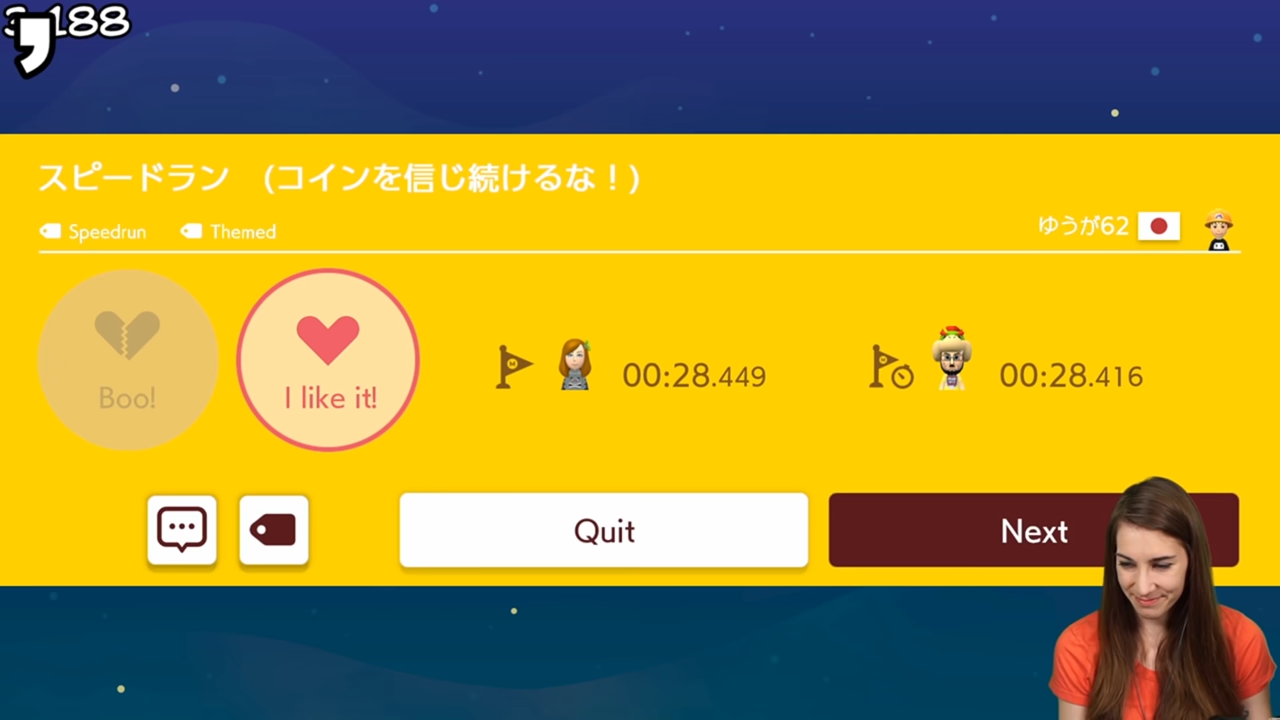 188
スピードラン (コインを信じ続けるな！)
Speedrun Themed
ゆうが62
Boo!
I like it!
00:28.449
00:28.416
Quit
Next